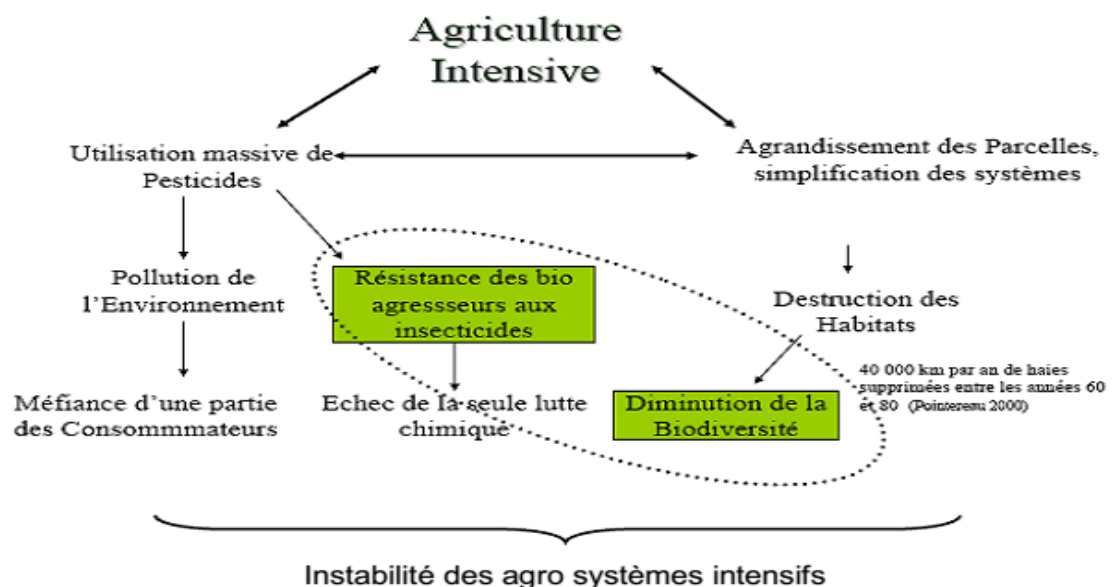 Agriculture
Intensive
Utilisation massive de
Pesticides
Agrandissement des Parcelles,
simplification des systèmes
Pollution de
l'Environnement
Résistance des bio
agressseurs aux
insecticides
Destruction des
Habitats
40 000 km par an de haies
supprimées entre les années 60
et 80 (Pointereau 2000)
Méfiance d'une partie
des Consommmateurs
Echec de la seule lutte
chimique
Diminution de la
Biodiversité
Instabilité des agro systèmes intensifs